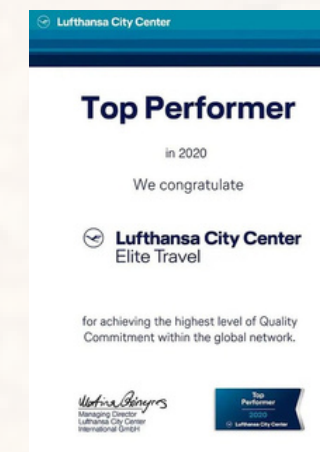 Lufthansa City Center
Top Performer
in 2020
We congratulate
Lufthansa City Center
Elite Travel
for achieving the highest level of Quality
Commitment within the global network.
Managing Director
Lufthansa City Center
International GmbH
Top
Performer
2020
Lufthansa City Center